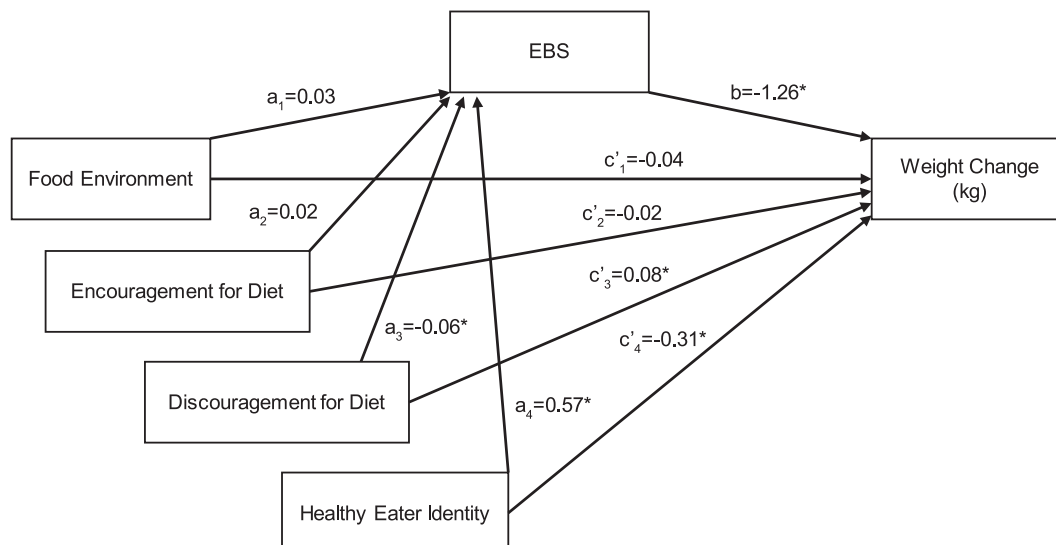 EBS
a₁=0.03
b=-1.26*
Food Environment
c'₁=-0.04
Weight Change
(kg)
a₂=0.02
c'₂=-0.02
Encouragement for Diet
c'₃=0.08*
a₃=-0.06*
c'₄=-0.31*
Discouragement for Diet
a₄=0.57*
Healthy Eater Identity